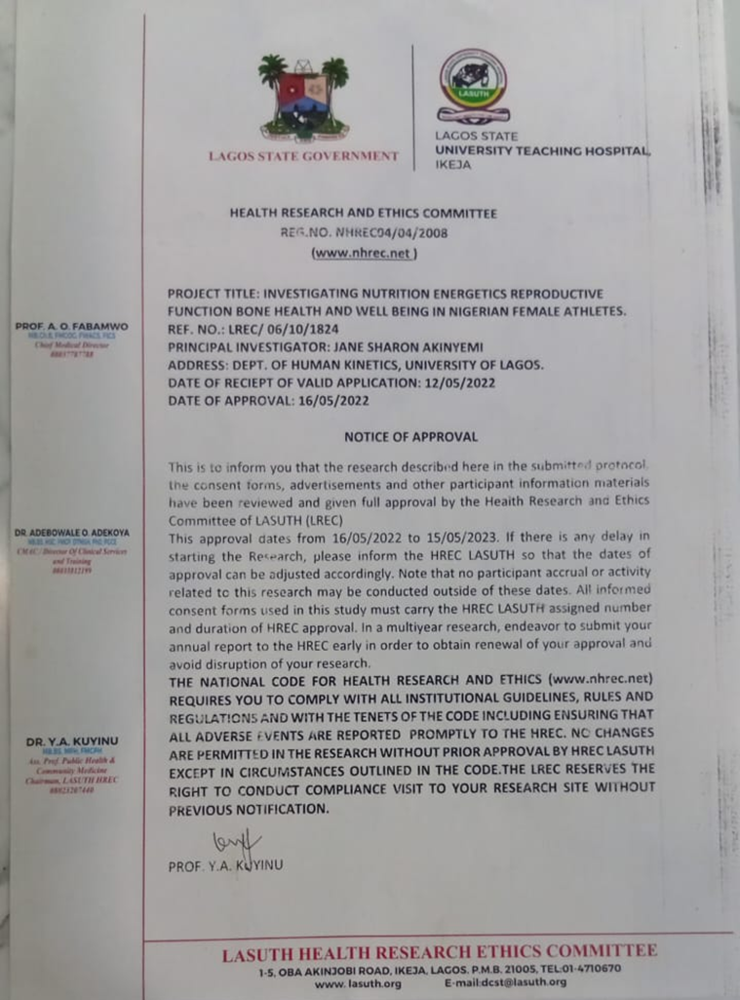 LASUTH
LAGOS STATE GOVERNMENT
LAGOS STATE
UNIVERSITY TEACHING HOSPITAL,
IKEJA
HEALTH RESEARCH AND ETHICS COMMITTEE
REG.NO. NHREC04/04/2008
(www.nhrec.net )
PROJECT TITLE: INVESTIGATING NUTRITION ENERGETICS REPRODUCTIVE
FUNCTION BONE HEALTH AND WELL BEING IN NIGERIAN FEMALE ATHLETES.
REF. NO.: LREC/ 06/10/1824
PRINCIPAL INVESTIGATOR: JANE SHARON AKINYEMI
ADDRESS: DEPT. OF HUMAN KINETICS, UNIVERSITY OF LAGOS.
DATE OF RECIEPT OF VALID APPLICATION: 12/05/2022
DATE OF APPROVAL: 16/05/2022
NOTICE OF APPROVAL
This is to inform you that the research described here in the submitted protocol,
the consent forms, advertisements and other participant information materials
have been reviewed and given full approval by the Health Research and Ethics
Committee of LASUTH (LREC)
This approval dates from 16/05/2022 to 15/05/2023. If there is any delay in
starting the Research, please inform the HREC LASUTH so that the dates of
approval can be adjusted accordingly. Note that no participant accrual or activity
related to this research may be conducted outside of these dates. All informed
consent forms used in this study must carry the HREC LASUTH assigned number
and duration of HREC approval. In a multiyear research, endeavor to submit your
annual report to the HREC early in order to obtain renewal of your approval and
avoid disruption of your research.
THE NATIONAL CODE FOR HEALTH RESEARCH AND ETHICS (www.nhrec.net)
REQUIRES YOU TO COMPLY WITH ALL INSTITUTIONAL GUIDELINES, RULES AND
REGULATIONS AND WITH THE TENETS OF THE CODE INCLUDING ENSURING THAT
ALL ADVERSE EVENTS ARE REPORTED PROMPTLY TO THE HREC. NO CHANGES
ARE PERMITTED IN THE RESEARCH WITHOUT PRIOR APPROVAL BY HREC LASUTH
EXCEPT IN CIRCUMSTANCES OUTLINED IN THE CODE.THE LREC RESERVES THE
RIGHT TO CONDUCT COMPLIANCE VISIT TO YOUR RESEARCH SITE WITHOUT
PREVIOUS NOTIFICATION.
PROF. Y.A. KUYINU
PROF. A. O. FABAMWO
Chief Medical Director
DR. ADEBOWALE O. ADEKOYA
CMAC/ Director Of Clinical Services
and Training
DR. Y.A. KUYINU
Ass. Prof. Public Health &
Community Medicine
Chairman, LASUTH HREC
LASUTH HEALTH RESEARCH ETHICS COMMITTEE
1-5, OBA AKINJOBI ROAD, IKEJA, LAGOS. P.M.B. 21005, TEL:01-4710670
www. lasuth.org E-mail:dcst@lasuth.org